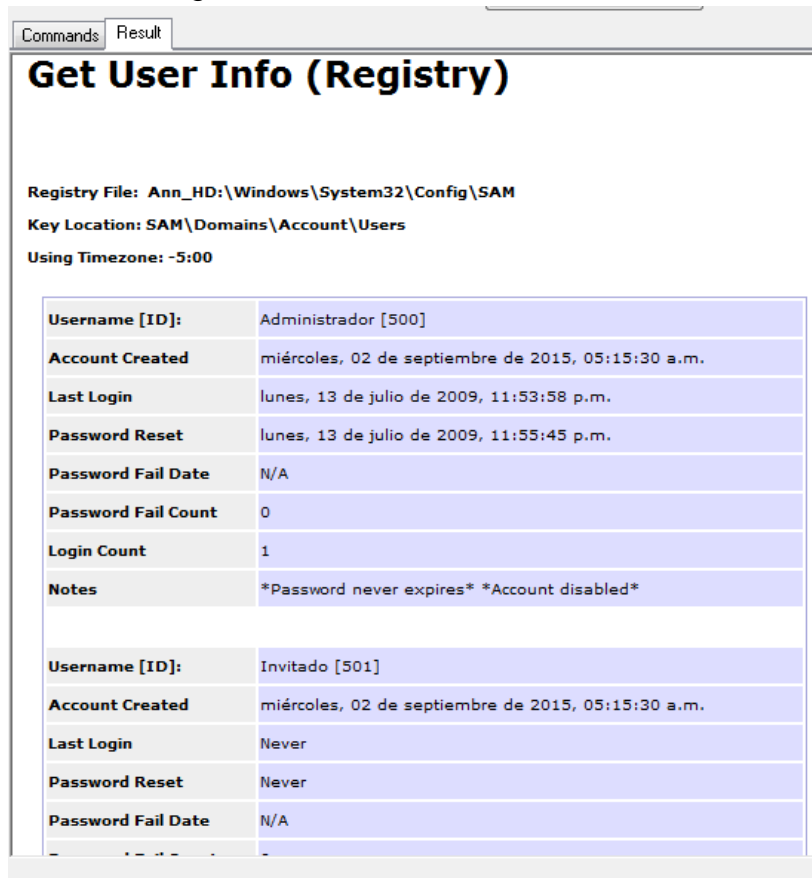 Commands Result
Get User Info (Registry)
Registry File: Ann_HD:\Windows\System32\Config\SAM
Key Location: SAM\Domains\Account\Users
Using Timezone: -5:00
Username [ID]: Administrador [500]
Account Created miércoles, 02 de septiembre de 2015, 05:15:30 a.m.
Last Login lunes, 13 de julio de 2009, 11:53:58 p.m.
Password Reset lunes, 13 de julio de 2009, 11:55:45 p.m.
Password Fail Date N/A
Password Fail Count 0
Login Count 1
Notes *Password never expires* *Account disabled*
Username [ID]: Invitado [501]
Account Created miércoles, 02 de septiembre de 2015, 05:15:30 a.m.
Last Login Never
Password Reset Never
Password Fail Date N/A